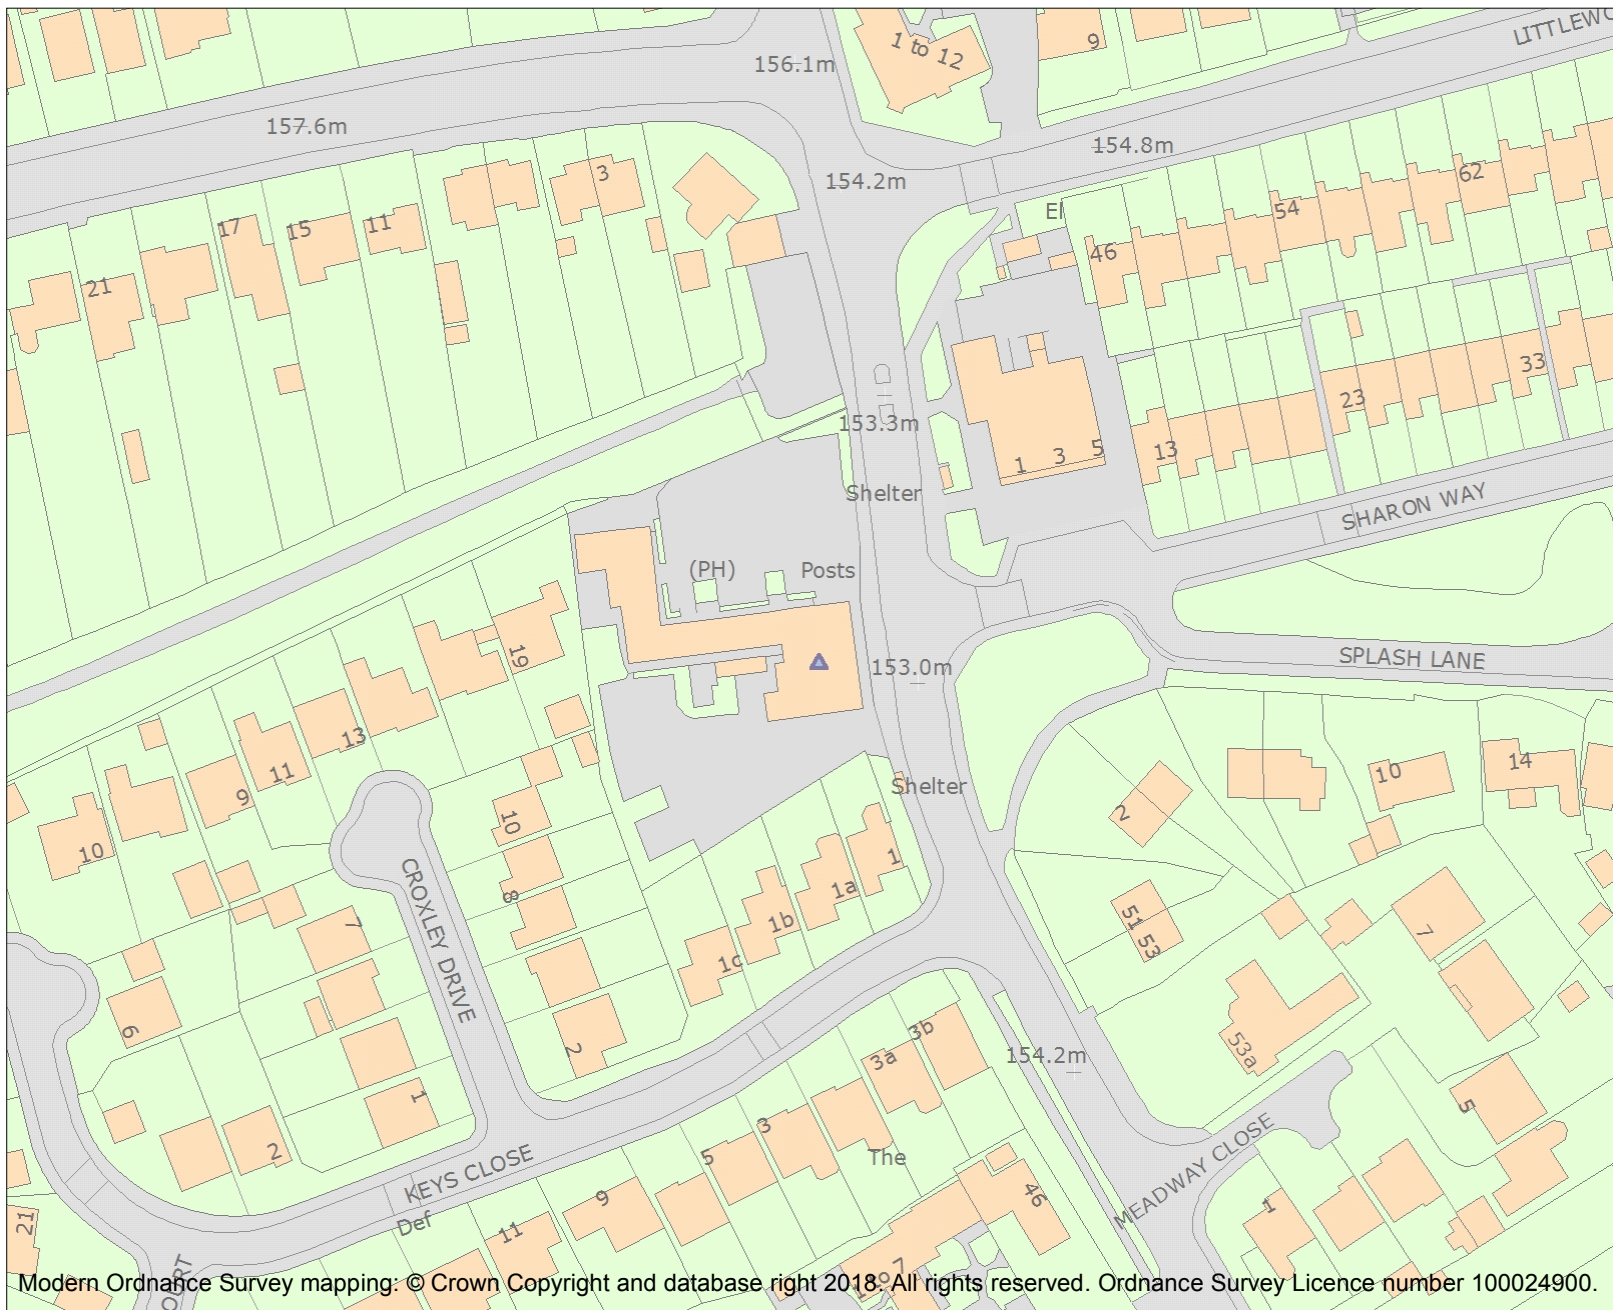 1 to 12
9
LITTLEWO
156.1m
157.6m
154.8m
154.2m
3
62
El
54
17
15
11
46
21
33
23
153.3m
13
1 3 5
Shelter
SHARON WAY
(PH)
Posts
19
153.0m
SPLASH LANE
13
14
10
11
9
Shelter
2
10
10
1
8
1a
CROXLEY DRIVE
7
1b
51
53
7
1c
6
3b
2
3a
154.2m
53a
1
5
3
MEADWAY CLOSE
2
5
The
KEYS CLOSE
46
9
1
21
Def
11
OURT
Modern Ordnance Survey mapping: © Crown Copyright and database right 2018. All rights reserved. Ordnance Survey Licence number 100024900.